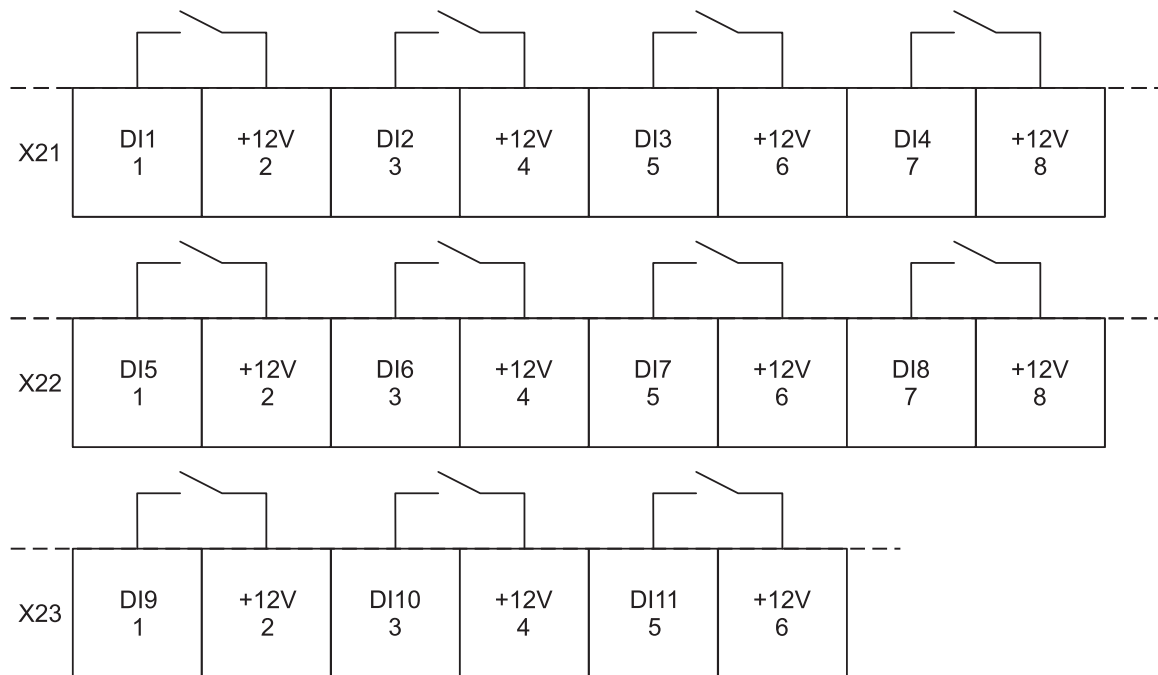 DI1 +12V DI2 +12V DI3 +12V DI4 +12V
X21
1 2 3 4 5 6 7 8
DI5 +12V DI6 +12V DI7 +12V DI8 +12V
X22
1 2 3 4 5 6 7 8
DI9 +12V DI10 +12V DI11 +12V
X23
1 2 3 4 5 6